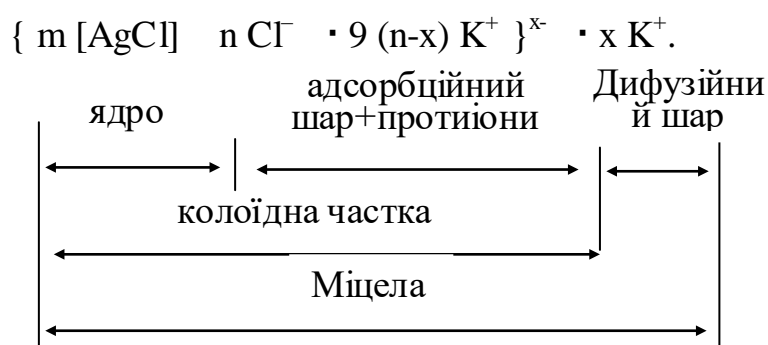 { m [AgCl] n Cl⁻ · 9 (n-x) K⁺ }ˣ⁻ · x K⁺.
ядро
адсорбційний
шар+протиіони
Дифузійни
й шар
колоїдна частка
Міцела